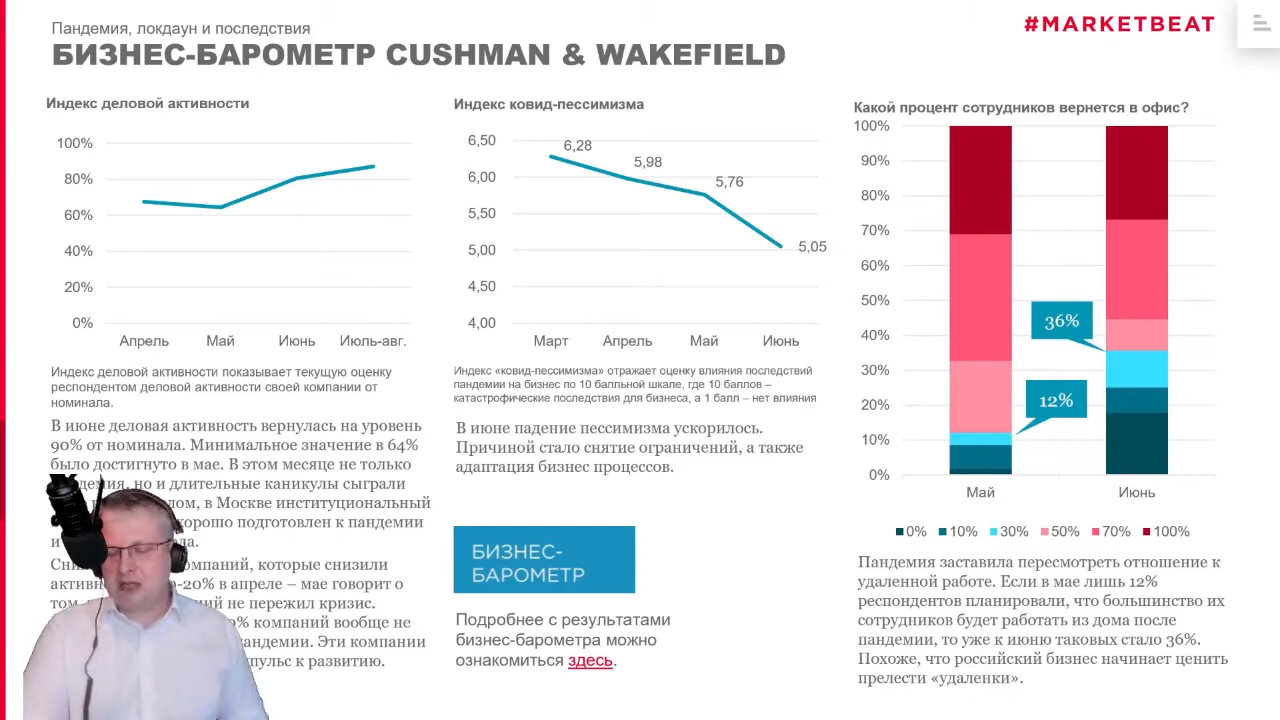 Пандемия, локдаун и последствия
БИЗНЕС-БАРОМЕТР CUSHMAN & WAKEFIELD
#MARKETBEAT
Индекс деловой активности
100%
80%
60%
40%
20%
0%
Апрель Май Июнь Июль-авг.
Индекс деловой активности показывает текущую оценку
респондентом деловой активности своей компании от
номинала.
В июне деловая активность вернулась на уровень
90% от номинала. Минимальное значение в 64%
было достигнуто в мае. В этом месяце не только
но и длительные каникулы сыграли
в Москве институциональный
хорошо подготовлен к пандемии
и
компаний, которые снизили
20% в апреле – мае говорит о
том, не пережил кризис.
компаний вообще не
Эти компании
к развитию.
Индекс ковид-пессимизма
6,50
6,00
5,50
5,00
4,50
4,00
6,28
5,98
5,76
5,05
Март Апрель Май Июнь
Индекс «ковид-пессимизма» отражает оценку влияния последствий
пандемии на бизнес по 10 балльной шкале, где 10 баллов –
катастрофические последствия для бизнеса, а 1 балл – нет влияния
В июне падение пессимизма ускорилось.
Причиной стало снятие ограничений, а также
адаптация бизнес процессов.
БИЗНЕС-
БАРОМЕТР
Подробнее с результатами
бизнес-барометра можно
ознакомиться здесь.
Какой процент сотрудников вернется в офис?
100%
90%
80%
70%
60%
50%
40%
30%
20%
10%
0%
36%
12%
Май Июнь
0% 10% 30% 50% 70% 100%
Пандемия заставила пересмотреть отношение к
удаленной работе. Если в мае лишь 12%
респондентов планировали, что большинство их
сотрудников будет работать из дома после
пандемии, то уже к июню таковых стало 36%.
Похоже, что российский бизнес начинает ценить
прелести «удаленки».